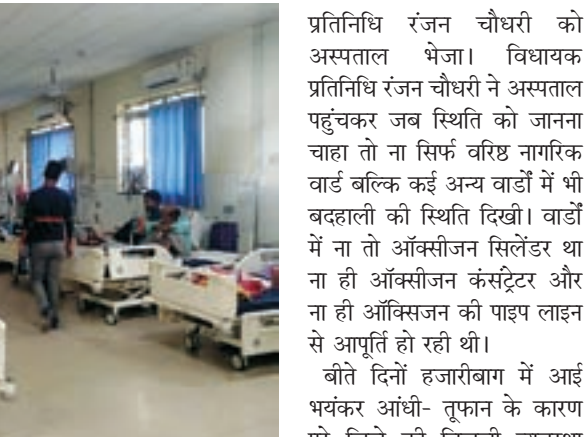 प्रतिनिधि रंजन चौधरी को
अस्पताल भेजा। विधायक
प्रतिनिधि रंजन चौधरी ने अस्पताल
पहुंचकर जब स्थिति को जानना
चाहा तो ना सिर्फ वरिष्ठ नागरिक
वार्ड बल्कि कई अन्य वार्डों में भी
बदहाली की स्थिति दिखी। वार्डों
में ना तो ऑक्सीजन सिलेंडर था
ना ही ऑक्सीजन कंसंट्रेटर और
ना ही ऑक्सिजन की पाइप लाइन
से आपूर्ति हो रही थी।
बीते दिनों हजारीबाग में आई
भयंकर आंधी- तूफान के कारण